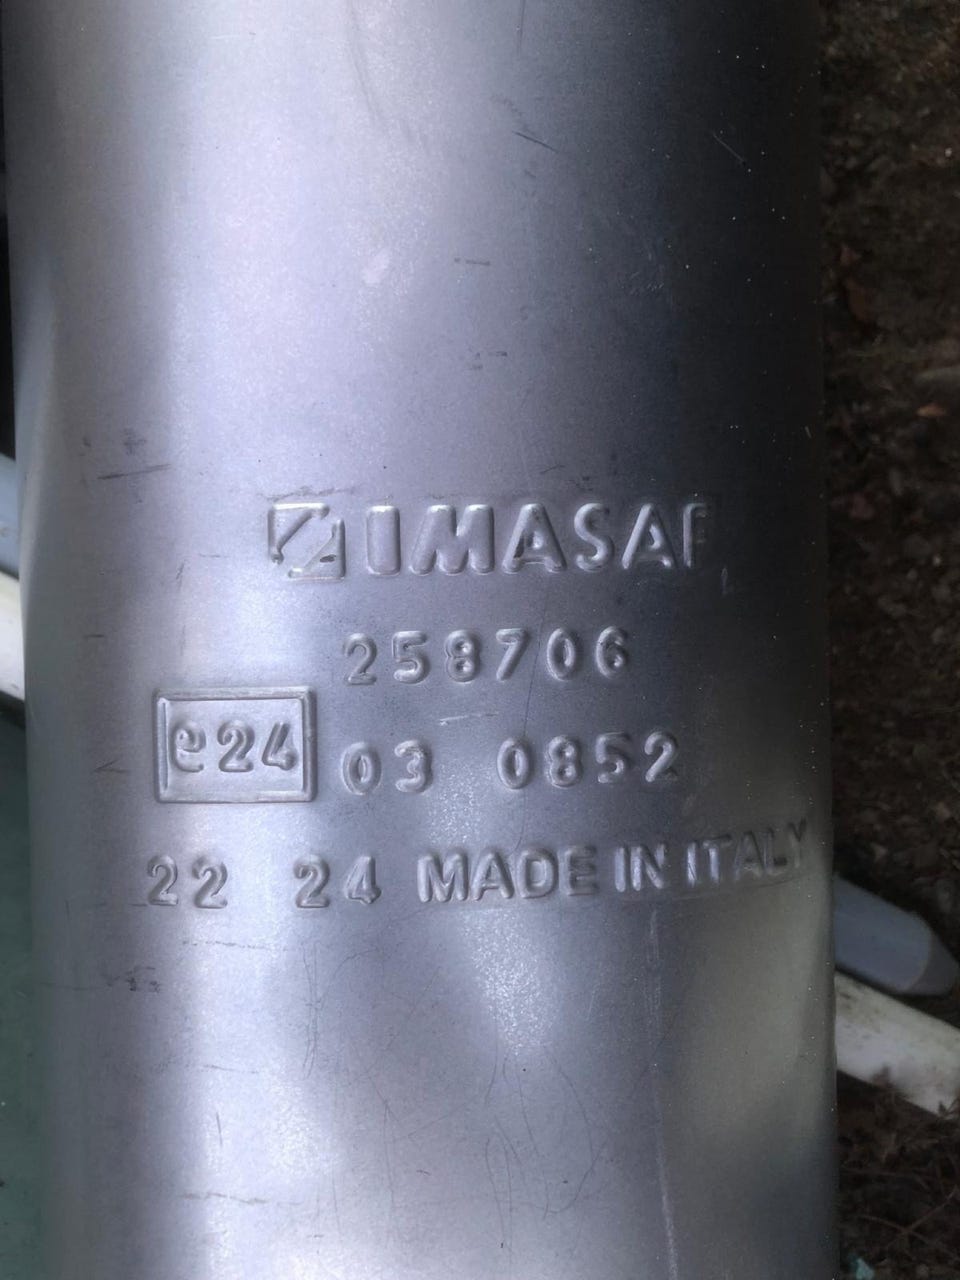 IMASAF
258706
e24 03 0852
22 24 MADE IN ITALY